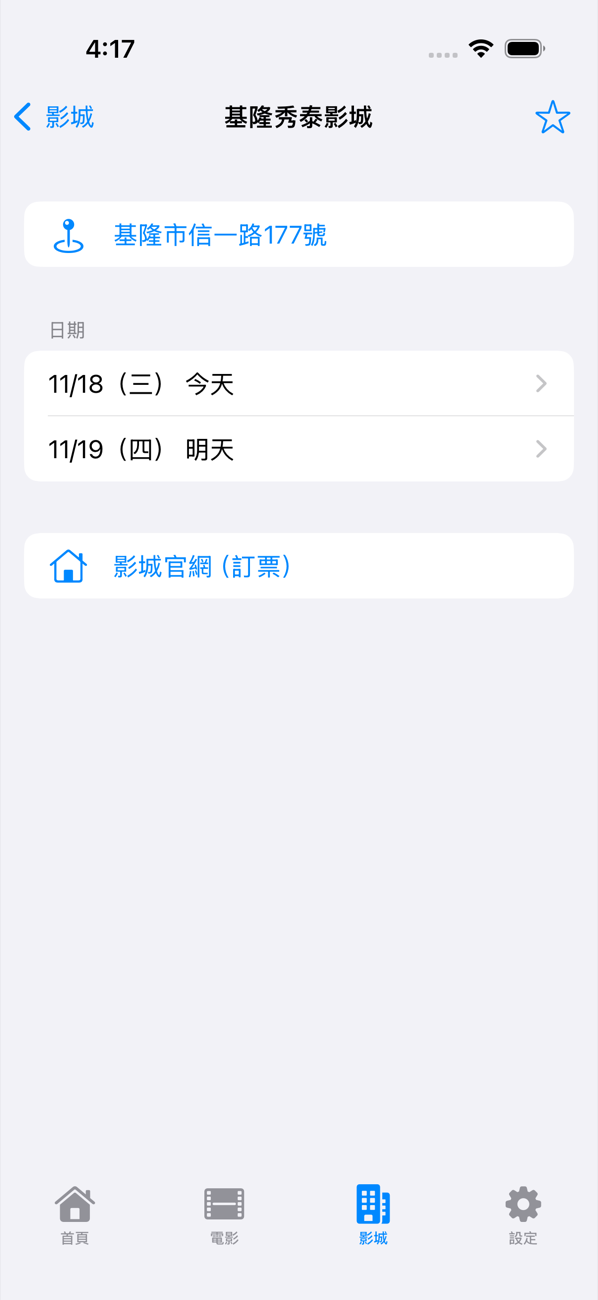 4:17
影城
基隆秀泰影城
基隆市信一路177號
日期
11/18（三） 今天
11/19（四） 明天
影城官網 (訂票)
首頁
電影
影城
設定